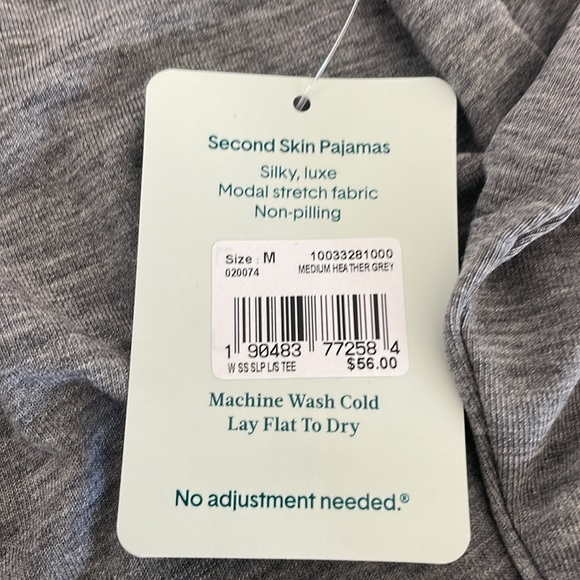 Second Skin Pajamas
Silky, luxe
Modal stretch fabric
Non-pilling
Size : M 10033281000
020074 MEDIUM HEATHER GREY
1 90483 77258 4
W SS SLP L/S TEE $56.00
Machine Wash Cold
Lay Flat To Dry
No adjustment needed.®